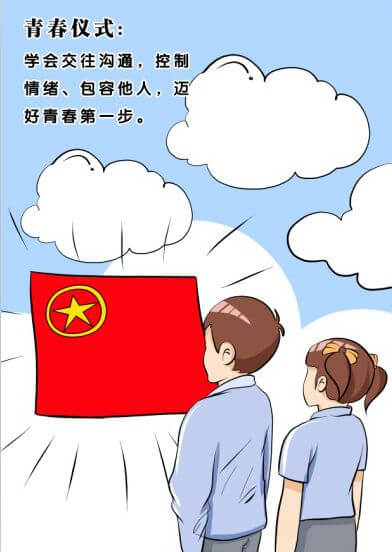 青春仪式：
学会交往沟通，控制
情绪、包容他人，迈
好青春第一步。